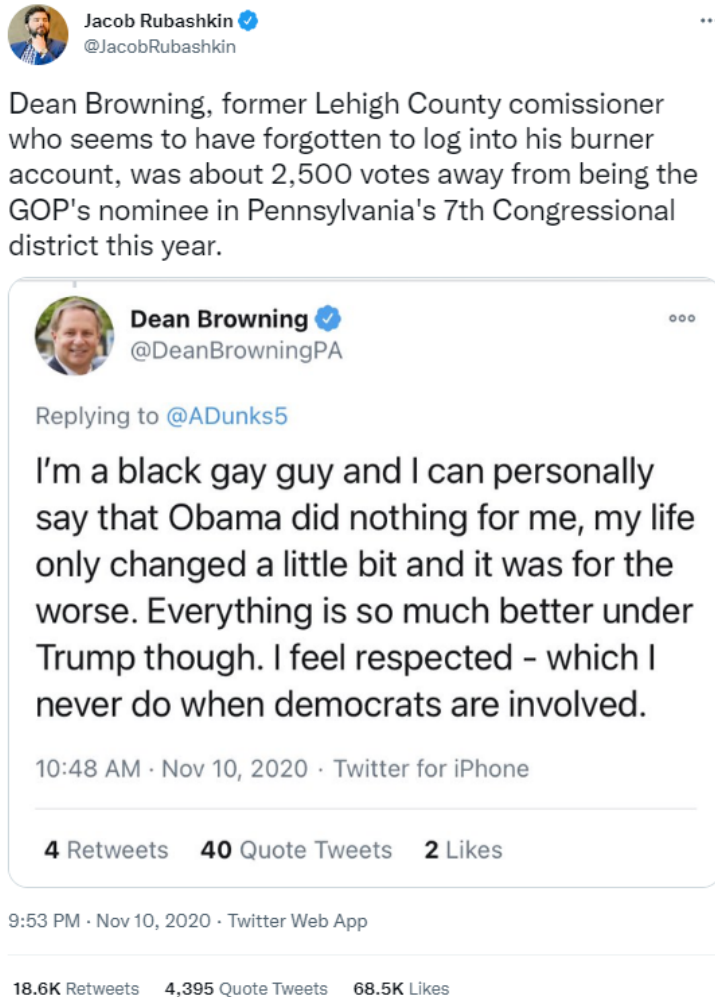 Jacob Rubashkin
@JacobRubashkin
Dean Browning, former Lehigh County comissioner
who seems to have forgotten to log into his burner
account, was about 2,500 votes away from being the
GOP's nominee in Pennsylvania's 7th Congressional
district this year.
Dean Browning
@DeanBrowningPA
Replying to @ADunks5
I'm a black gay guy and I can personally
say that Obama did nothing for me, my life
only changed a little bit and it was for the
worse. Everything is so much better under
Trump though. I feel respected - which I
never do when democrats are involved.
10:48 AM · Nov 10, 2020 · Twitter for iPhone
4 Retweets 40 Quote Tweets 2 Likes
9:53 PM · Nov 10, 2020 · Twitter Web App
18.6K Retweets 4,395 Quote Tweets 68.5K Likes